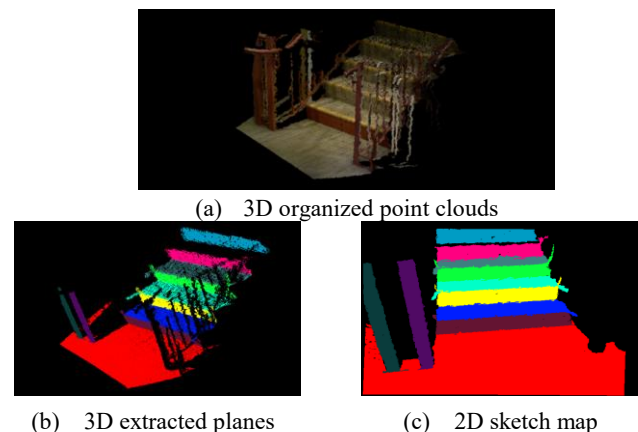 (a) 3D organized point clouds
(b) 3D extracted planes
(c) 2D sketch map